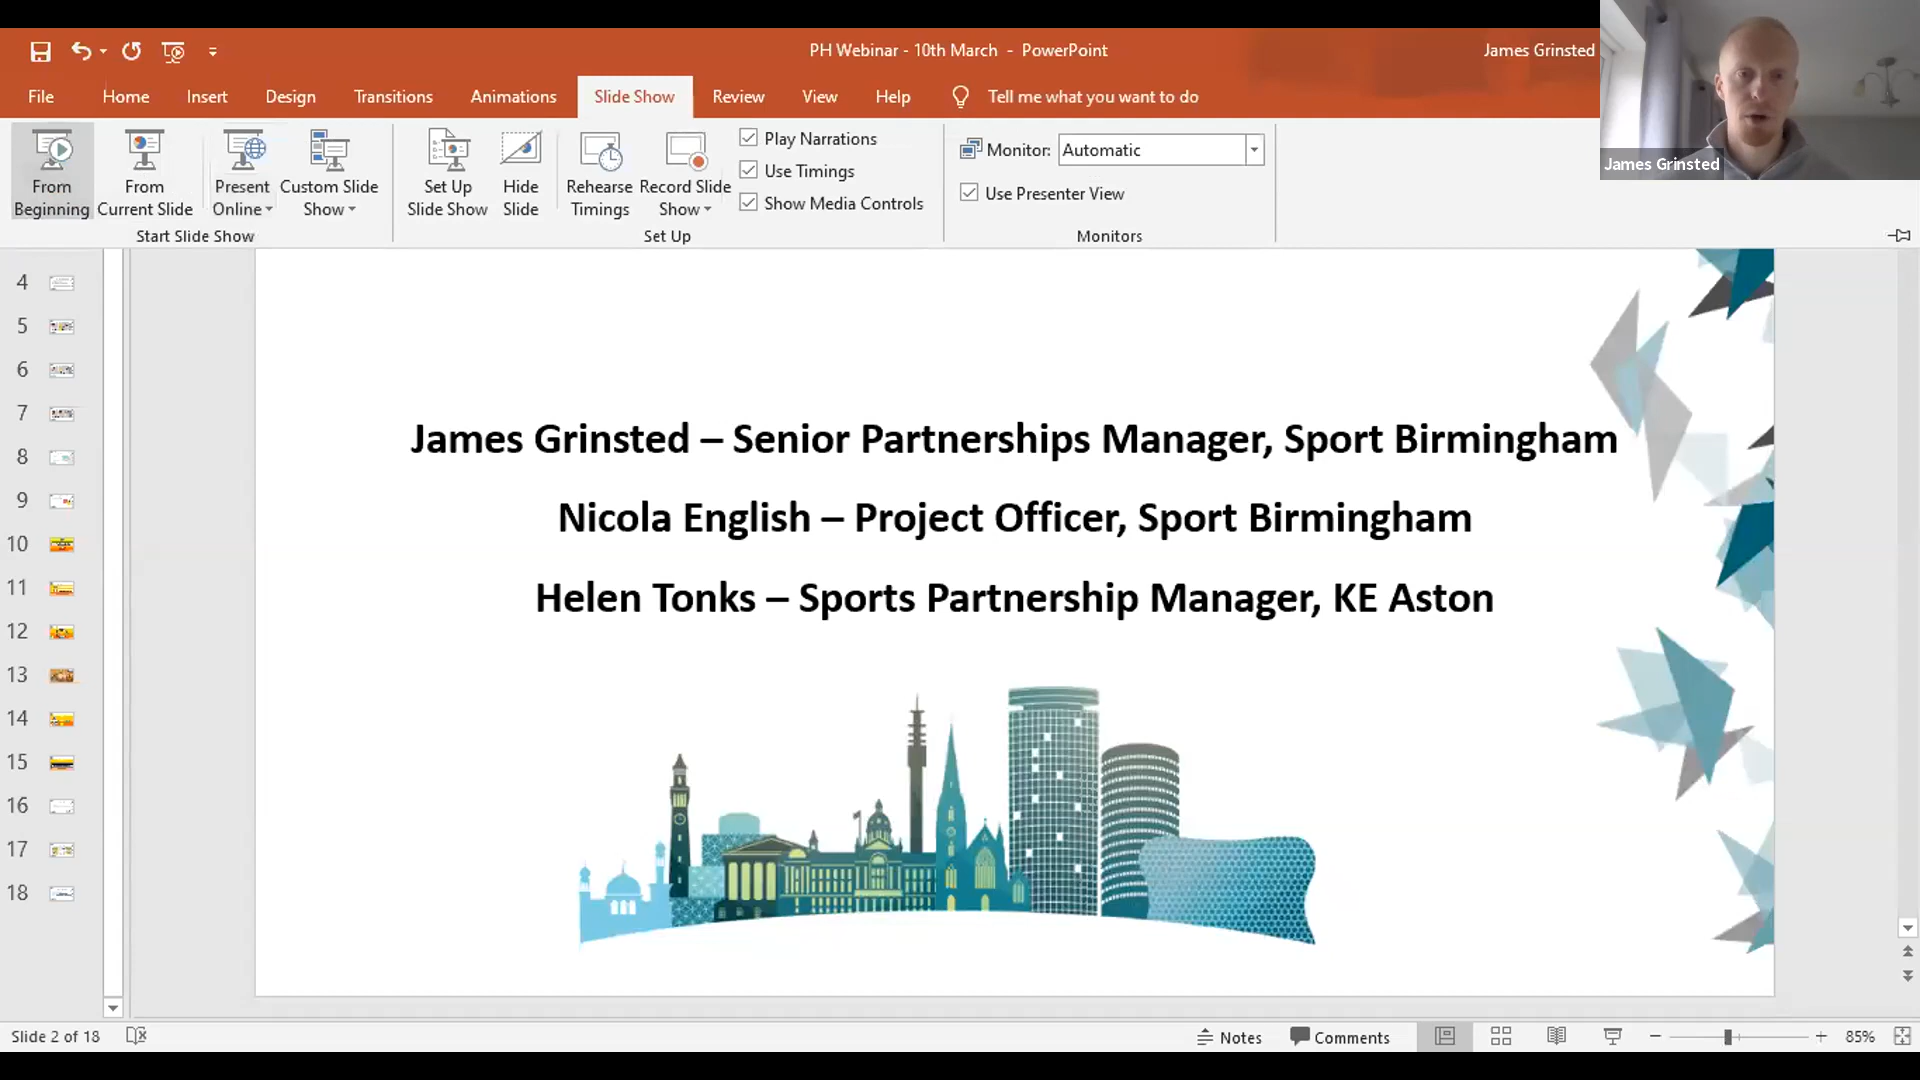 PH Webinar - 10th March - PowerPoint
James Grinsted
File Home Insert Design Transitions Animations Slide Show Review View Help Tell me what you want to do
James Grinsted
From Beginning
From Current Slide
Present Online
Custom Slide Show
Start Slide Show
Set Up Slide Show
Hide Slide
Rehearse Timings
Record Slide Show
Play Narrations
Use Timings
Show Media Controls
Set Up
Monitor: Automatic
Use Presenter View
Monitors
4
5
6
7
8
9
10
11
12
13
14
15
16
17
18
James Grinsted – Senior Partnerships Manager, Sport Birmingham
Nicola English – Project Officer, Sport Birmingham
Helen Tonks – Sports Partnership Manager, KE Aston
Slide 2 of 18
Notes
Comments
85%